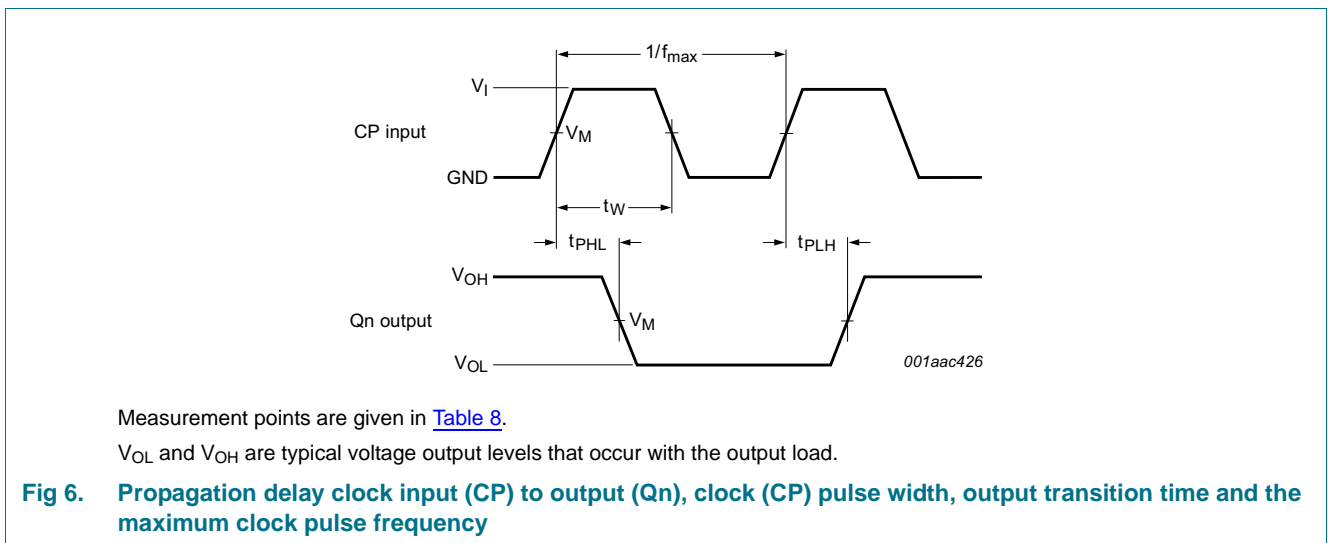 1/fmax
VI
CP input
VM
GND
tW
tPHL
tPLH
VOH
Qn output
VM
VOL
001aac426
Measurement points are given in Table 8.
VOL and VOH are typical voltage output levels that occur with the output load.
Fig 6. Propagation delay clock input (CP) to output (Qn), clock (CP) pulse width, output transition time and the
maximum clock pulse frequency